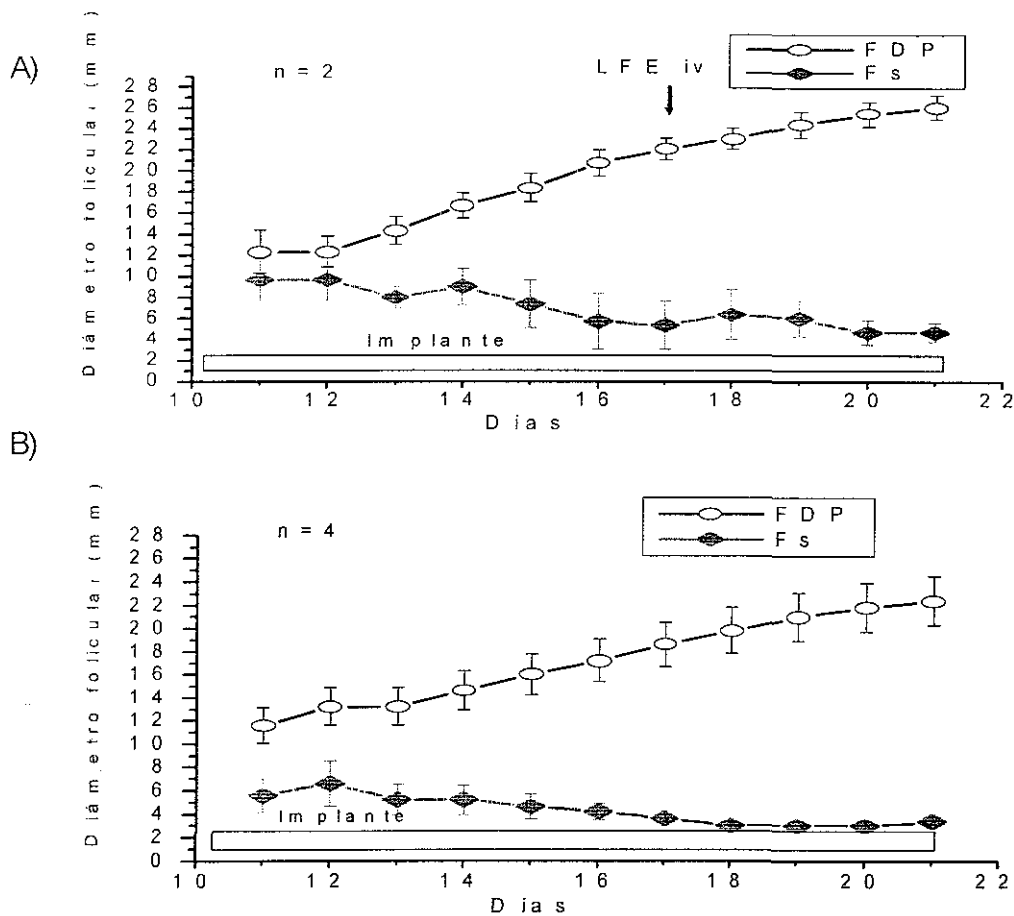 A)
n = 2
LFE iv
FDP
Fs
Diámetro folicular (mm)
28
26
24
22
20
18
16
14
12
10
8
6
4
2
0
Implante
10 12 14 16 18 20 22
Dias
B)
n = 4
FDP
Fs
Diámetro folicular (mm)
28
26
24
22
20
18
16
14
12
10
8
6
4
2
0
Implante
10 12 14 16 18 20 22
Dias